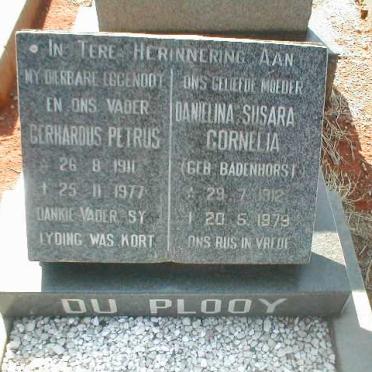 IN TERE HERINNERING AAN
MY DIERBARE EGGENOOT
EN ONS VADER
GERHARDUS PETRUS
26·8·1911
† 25·11·1977
DANKIE VADER, SY
LYDING WAS KORT
ONS GELIEFDE MOEDER
DANIELINA SUSARA
CORNELIA
(GEB BADENHORST)
* 29·7·1912
† 20·5·1979
ONS RUS IN VREDE
DU PLOOY